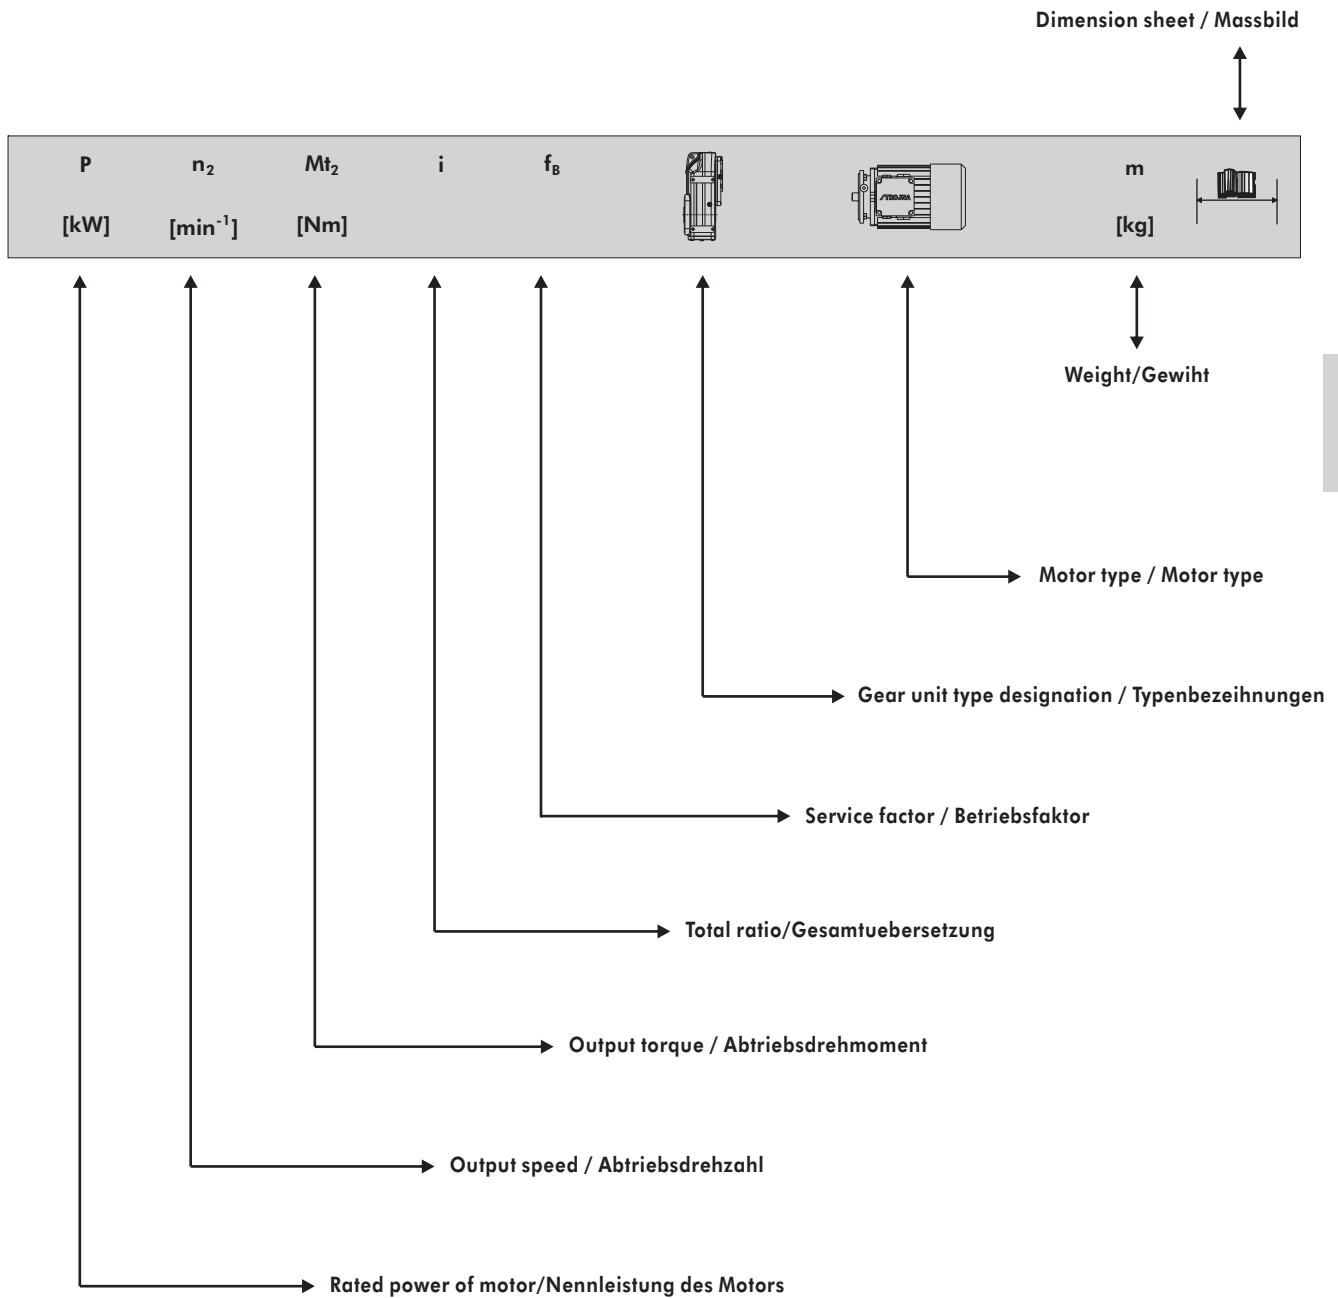 Dimension sheet / Massbild
P n₂ Mt₂ i f_B m
STROJNA
[kW] [min⁻¹] [Nm] [kg]
Weight/Gewiht
Motor type / Motor type
Gear unit type designation / Typenbezeihnungen
Service factor / Betriebsfaktor
Total ratio/Gesamtuebersetzung
Output torque / Abtriebsdrehmoment
Output speed / Abtriebsdrehzahl
Rated power of motor/Nennleistung des Motors